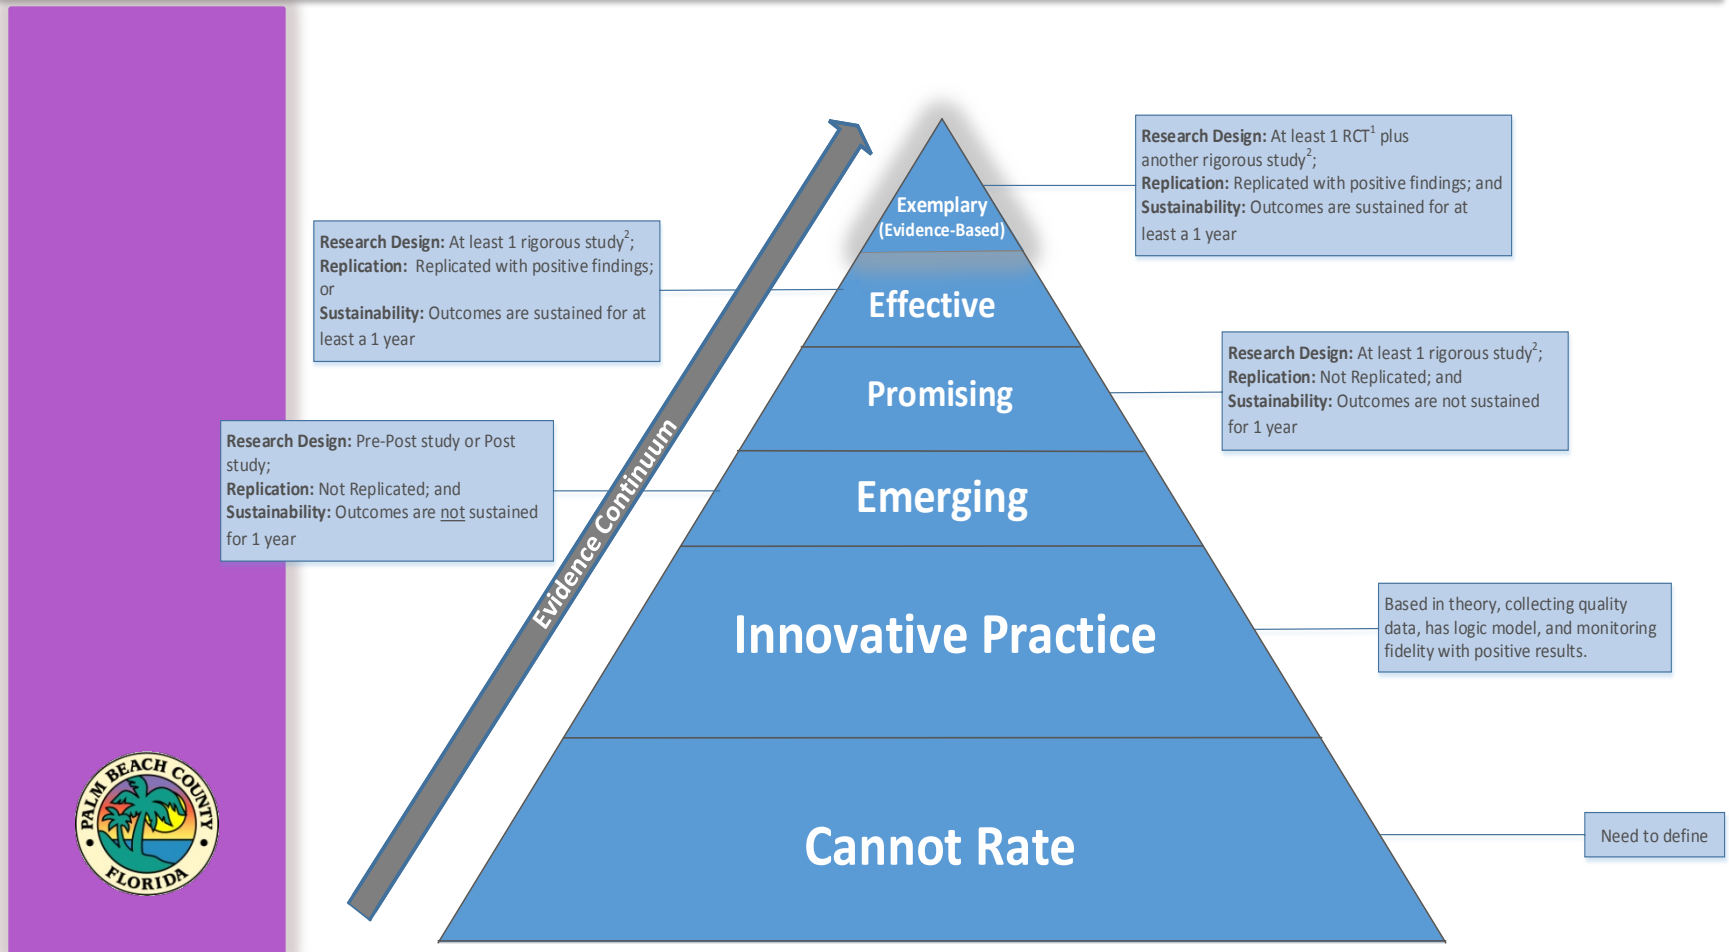 Research Design: At least 1 RCT¹ plus
another rigorous study²;
Replication: Replicated with positive findings; and
Sustainability: Outcomes are sustained for at
least a 1 year
Exemplary
(Evidence-Based)
Research Design: At least 1 rigorous study²;
Replication: Replicated with positive findings;
or
Sustainability: Outcomes are sustained for at
least a 1 year
Effective
Research Design: At least 1 rigorous study²;
Replication: Not Replicated; and
Sustainability: Outcomes are not sustained
for 1 year
Promising
Research Design: Pre-Post study or Post
study;
Replication: Not Replicated; and
Sustainability: Outcomes are not sustained
for 1 year
Evidence Continuum
Emerging
Based in theory, collecting quality
data, has logic model, and monitoring
fidelity with positive results.
Innovative Practice
Need to define
Cannot Rate
PALM BEACH COUNTY
FLORIDA